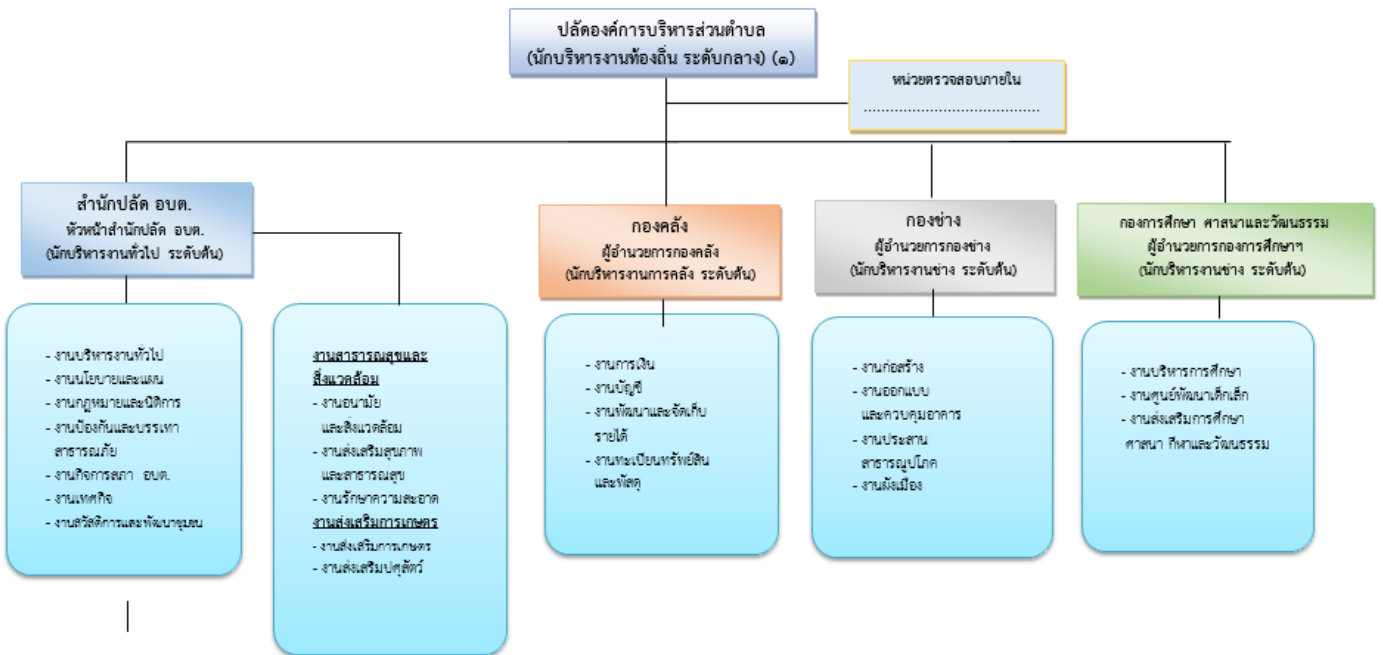 ปลัดองค์การบริหารส่วนตำบล
(นักบริหารงานท้องถิ่น ระดับกลาง) (๑)
หน่วยตรวจสอบภายใน
........................................
สำนักปลัด อบต.
หัวหน้าสำนักปลัด อบต.
(นักบริหารงานทั่วไป ระดับต้น)
กองคลัง
ผู้อำนวยการกองคลัง
(นักบริหารงานการคลัง ระดับต้น)
กองช่าง
ผู้อำนวยการกองช่าง
(นักบริหารงานช่าง ระดับต้น)
กองการศึกษา ศาสนาและวัฒนธรรม
ผู้อำนวยการกองการศึกษาฯ
(นักบริหารงานช่าง ระดับต้น)
- งานบริหารงานทั่วไป
- งานนโยบายและแผน
- งานกฎหมายและนิติการ
- งานป้องกันและบรรเทา
สาธารณภัย
- งานกิจการสภา อบต.
- งานเทศกิจ
- งานสวัสดิการและพัฒนาชุมชน
งานสาธารณสุขและ
สิ่งแวดล้อม
- งานอนามัย
และสิ่งแวดล้อม
- งานส่งเสริมสุขภาพ
และสาธารณสุข
- งานรักษาความสะอาด
งานส่งเสริมการเกษตร
- งานส่งเสริมการเกษตร
- งานส่งเสริมปศุสัตว์
- งานการเงิน
- งานบัญชี
- งานพัฒนาและจัดเก็บ
รายได้
- งานทะเบียนทรัพย์สิน
และพัสดุ
- งานก่อสร้าง
- งานออกแบบ
และควบคุมอาคาร
- งานประสาน
สาธารณูปโภค
- งานผังเมือง
- งานบริหารการศึกษา
- งานศูนย์พัฒนาเด็กเล็ก
- งานส่งเสริมการศึกษา
ศาสนา กีฬาและวัฒนธรรม